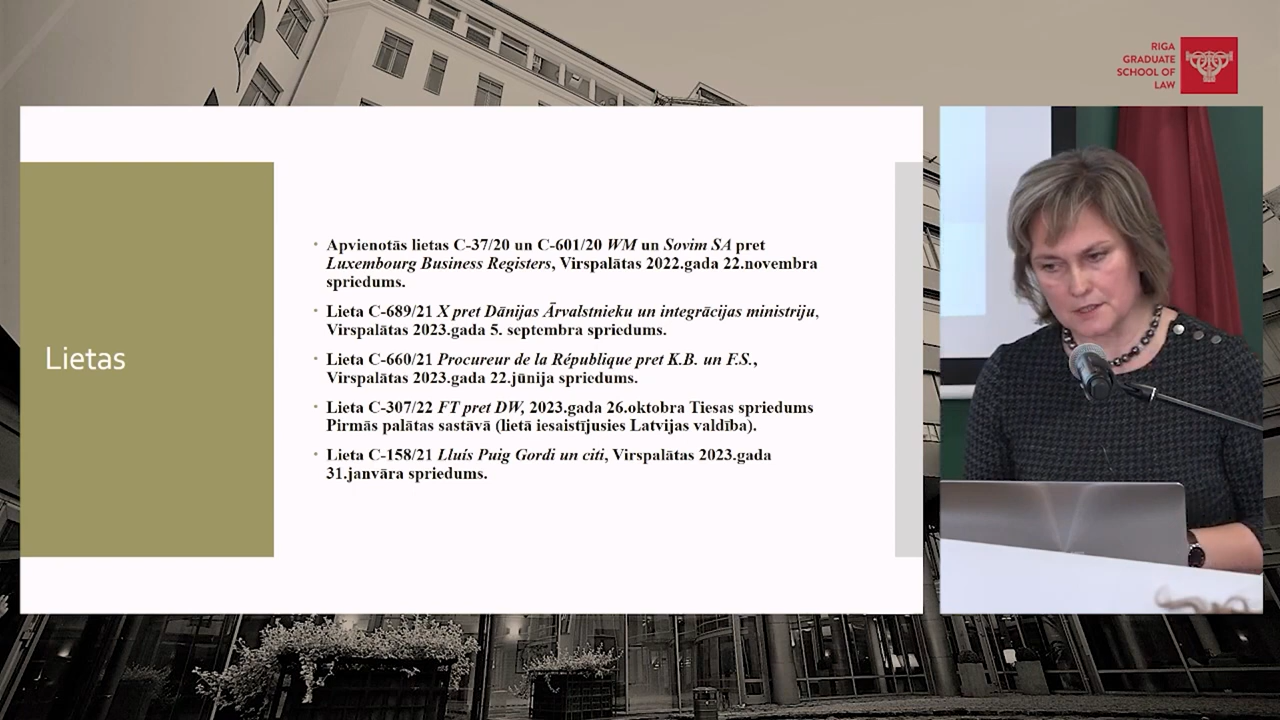 RIGA
GRADUATE
SCHOOL OF
LAW
Lietas
Apvienotās lietas C-37/20 un C-601/20 WM un Sovim SA pret
Luxembourg Business Registers, Virspalātas 2022.gada 22.novembra
spriedums.
Lieta C-689/21 X pret Dānijas Ārvalstnieku un integrācijas ministriju,
Virspalātas 2023.gada 5. septembra spriedums.
Lieta C-660/21 Procureur de la République pret K.B. un F.S.,
Virspalātas 2023.gada 22.jūnija spriedums.
Lieta C-307/22 FT pret DW, 2023.gada 26.oktobra Tiesas spriedums
Pirmās palātas sastāvā (lietā iesaistījusies Latvijas valdība).
Lieta C-158/21 Lluís Puig Gordi un citi, Virspalātas 2023.gada
31.janvāra spriedums.